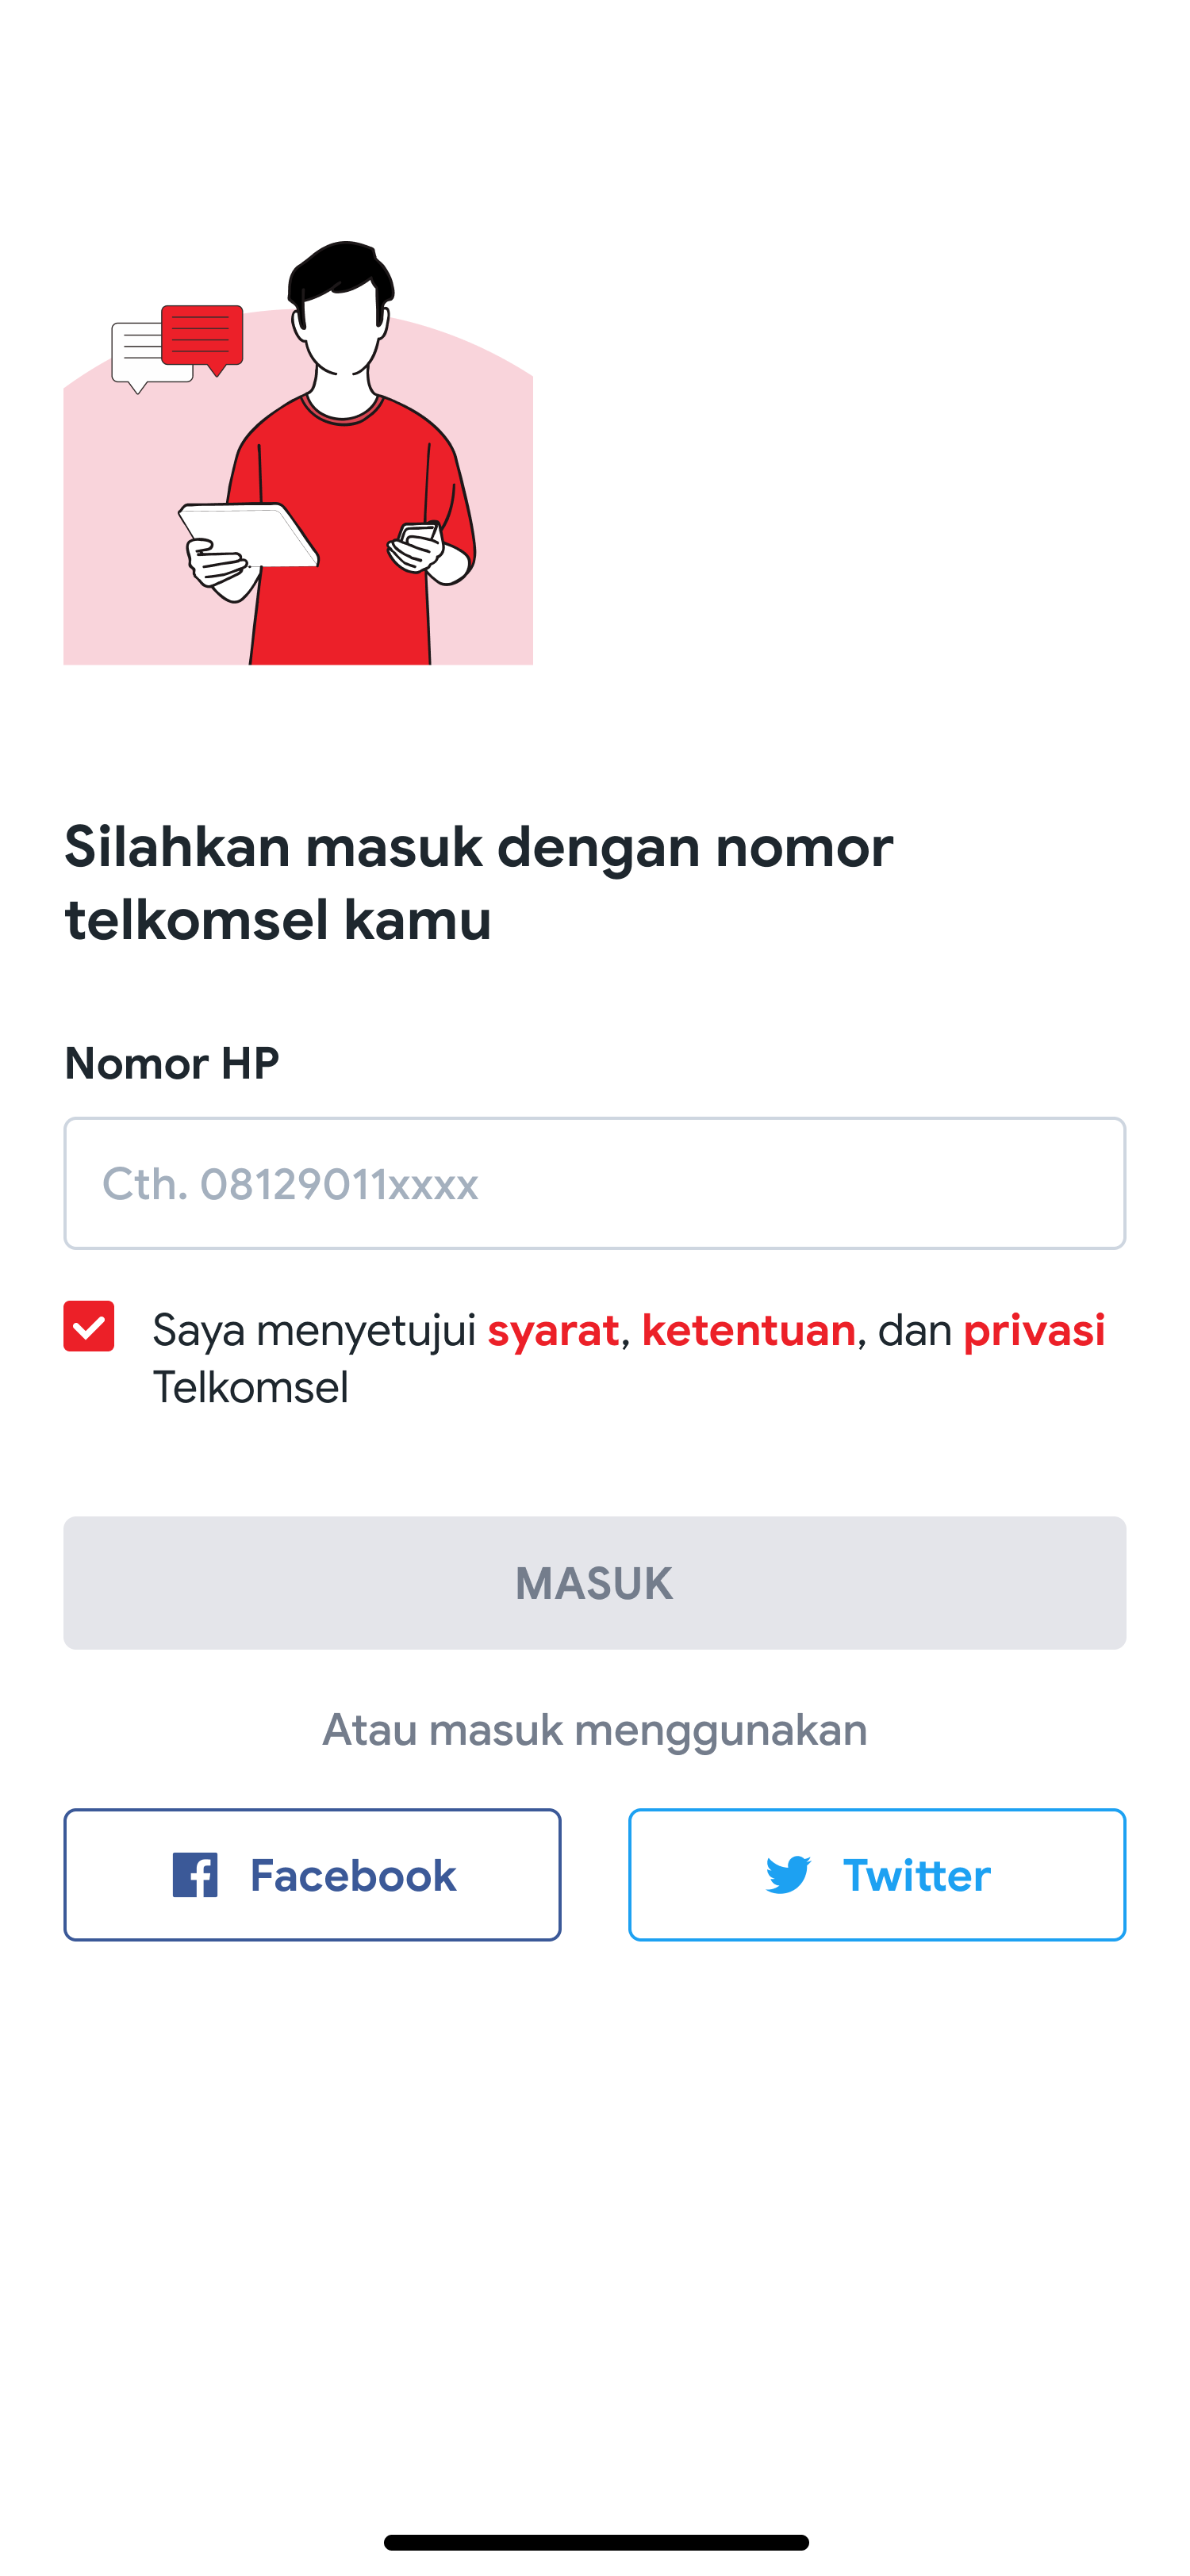 Silahkan masuk dengan nomor
telkomsel kamu
Nomor HP
Cth. 08129011xxxx
Saya menyetujui syarat, ketentuan, dan privasi
Telkomsel
MASUK
Atau masuk menggunakan
Facebook
Twitter